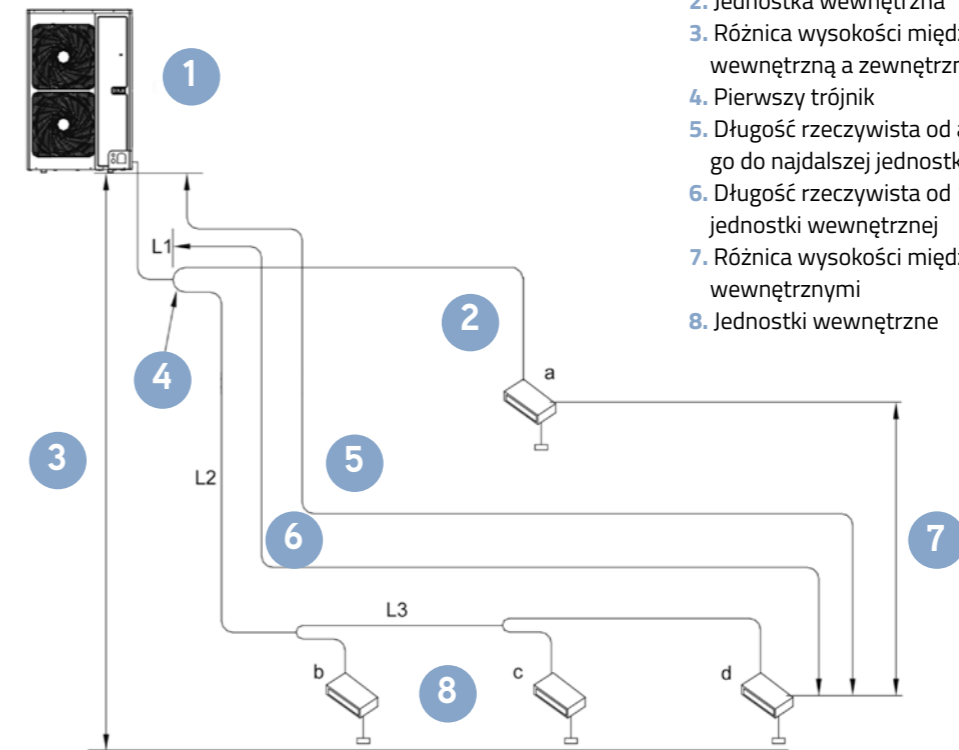 2. Jednostka wewnętrzna
3. Różnica wysokości międz
wewnętrzną a zewnętrzn
4. Pierwszy trójnik
5. Długość rzeczywista od a
go do najdalszej jednostk
6. Długość rzeczywista od
jednostki wewnętrznej
7. Różnica wysokości międz
wewnętrznymi
8. Jednostki wewnętrzne
1
L1
2
a
4
3
5
L2
6
7
L3
b
8
c
d